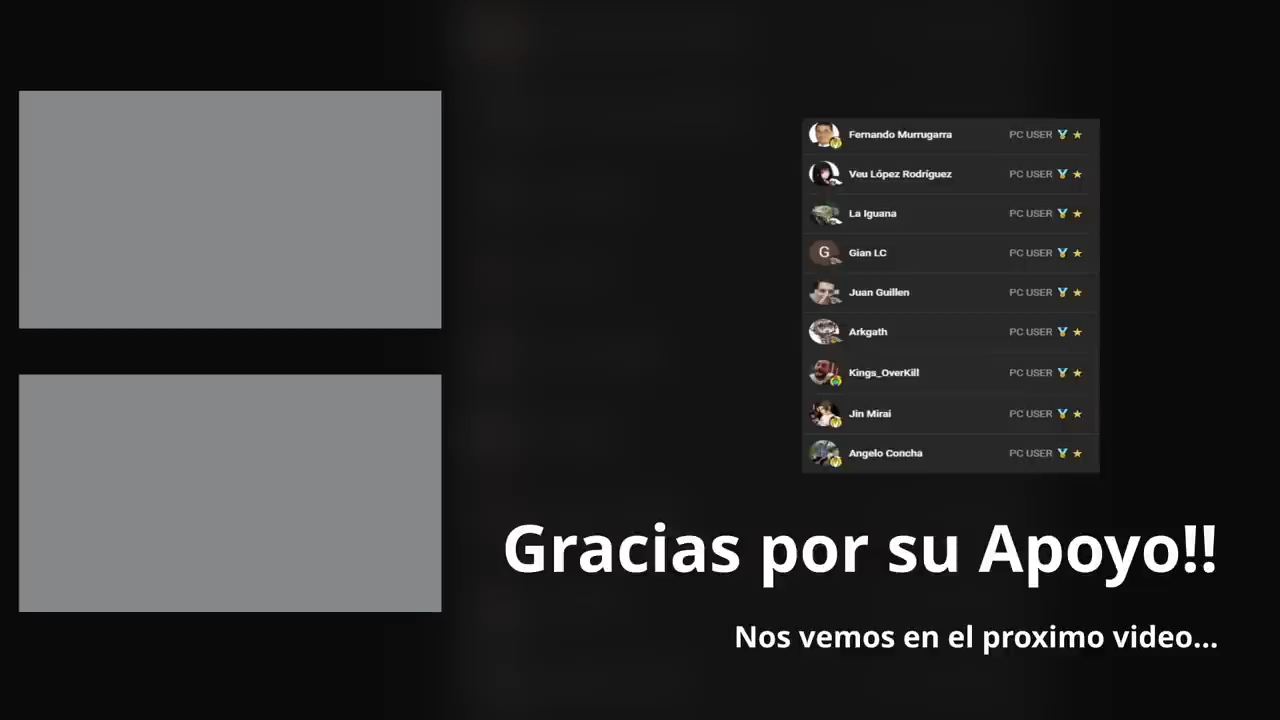 Fernando Murrugarra PC USER
Veu López Rodríguez PC USER
La Iguana PC USER
G Gian LC PC USER
Juan Guillen PC USER
Arkgath PC USER
Kings_OverKill PC USER
Jin Mirai PC USER
Angelo Concha PC USER
Gracias por su Apoyo!!
Nos vemos en el proximo video...